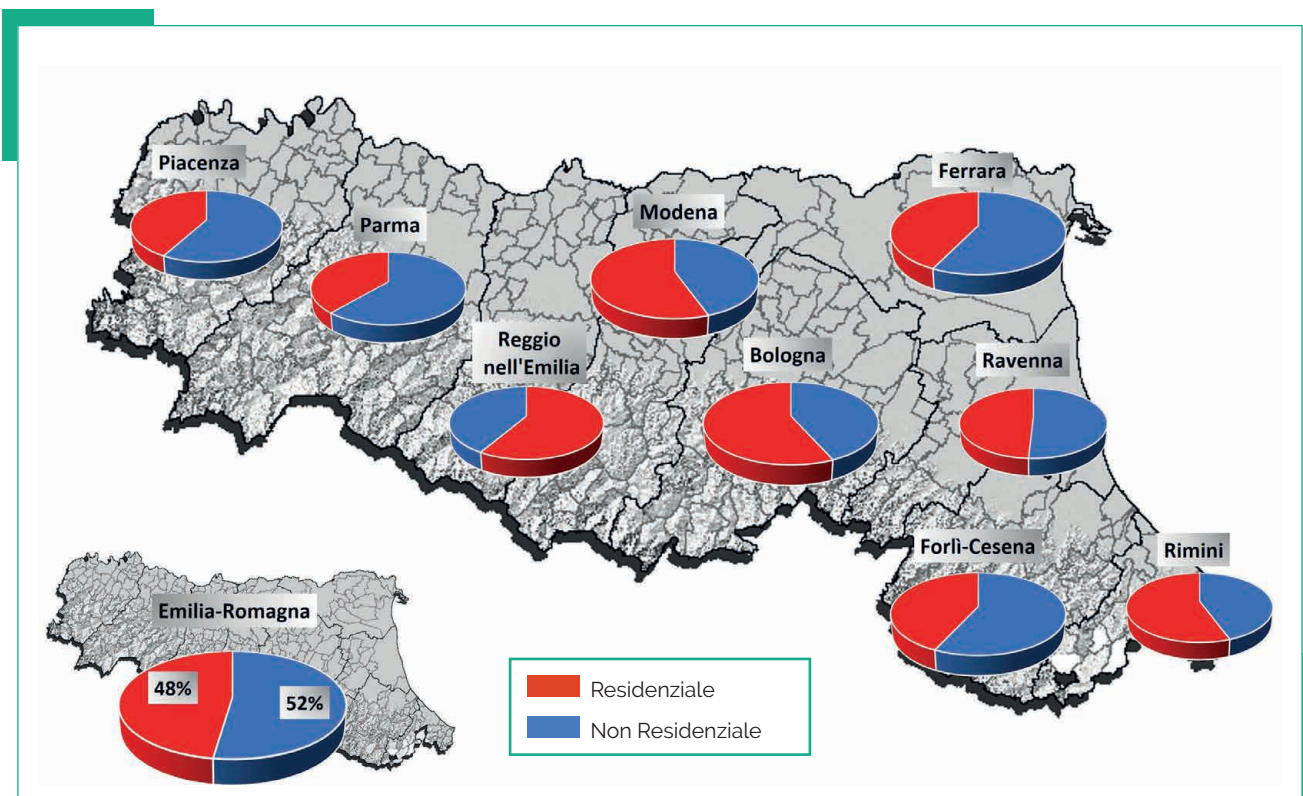 Piacenza
Parma
Modena
Ferrara
Reggio
nell'Emilia
Bologna
Ravenna
Forlì-Cesena
Rimini
Emilia-Romagna
48%
52%
Residenziale
Non Residenziale